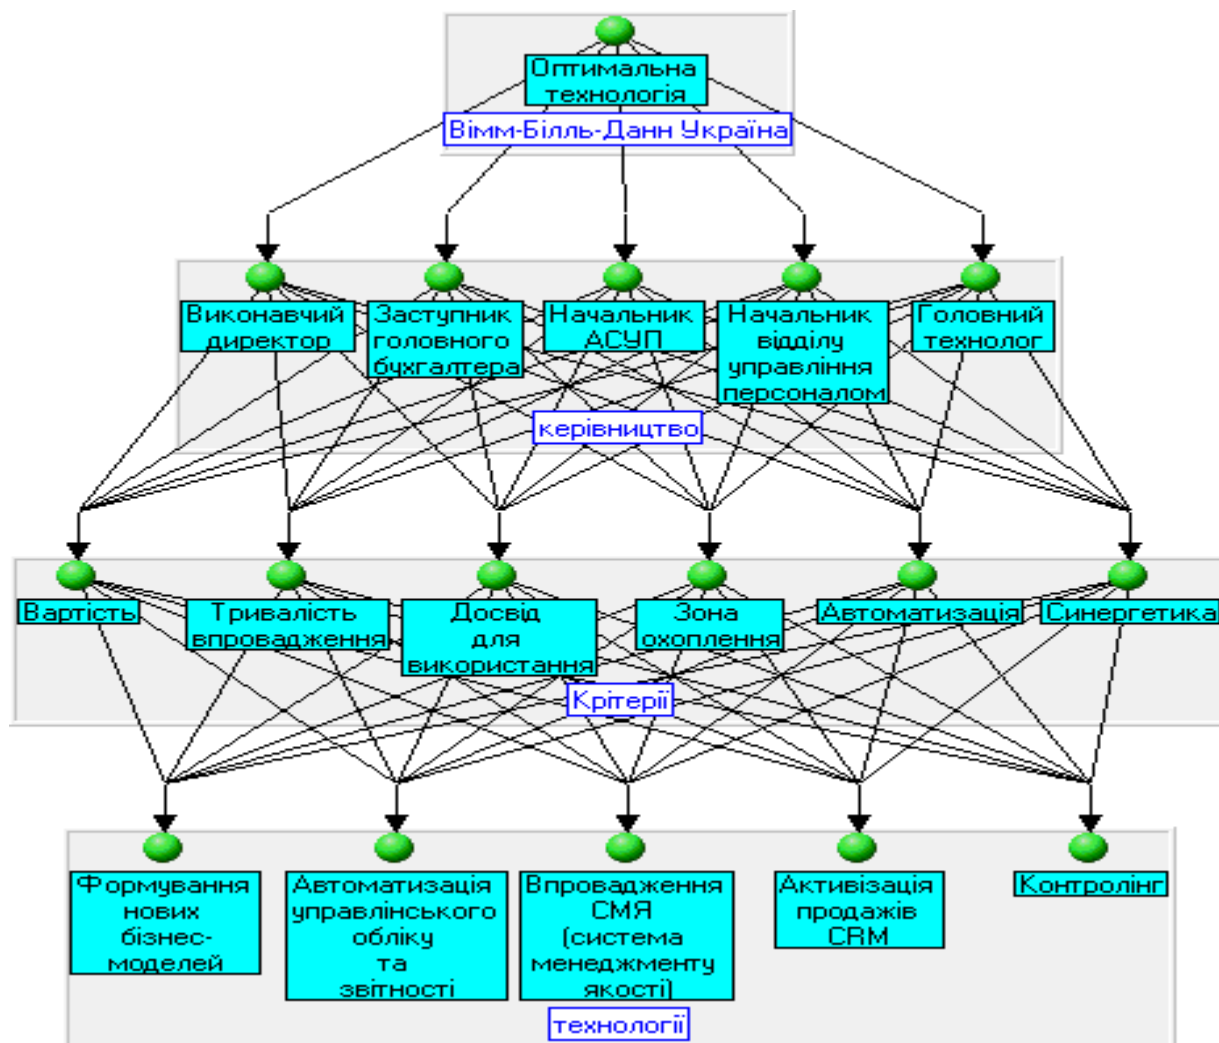 Оптимальна
технологія
Вімм-Білль-Данн Україна
Виконавчий
директор
Заступник
головного
бухгалтера
Начальник
АСУП
Начальник
відділу
управління
персоналом
Головний
технолог
керівництво
Вартість
Тривалість
впровадження
Досвід
для
використання
Зона
охоплення
Автоматизація
Синергетика
Крітерії
Формування
нових
бізнес-
моделей
Автоматизація
управлінського
обліку
та
звітності
Впровадження
СМЯ
(система
менеджменту
якості)
Активізація
продажів
CRM
Контролінг
технології